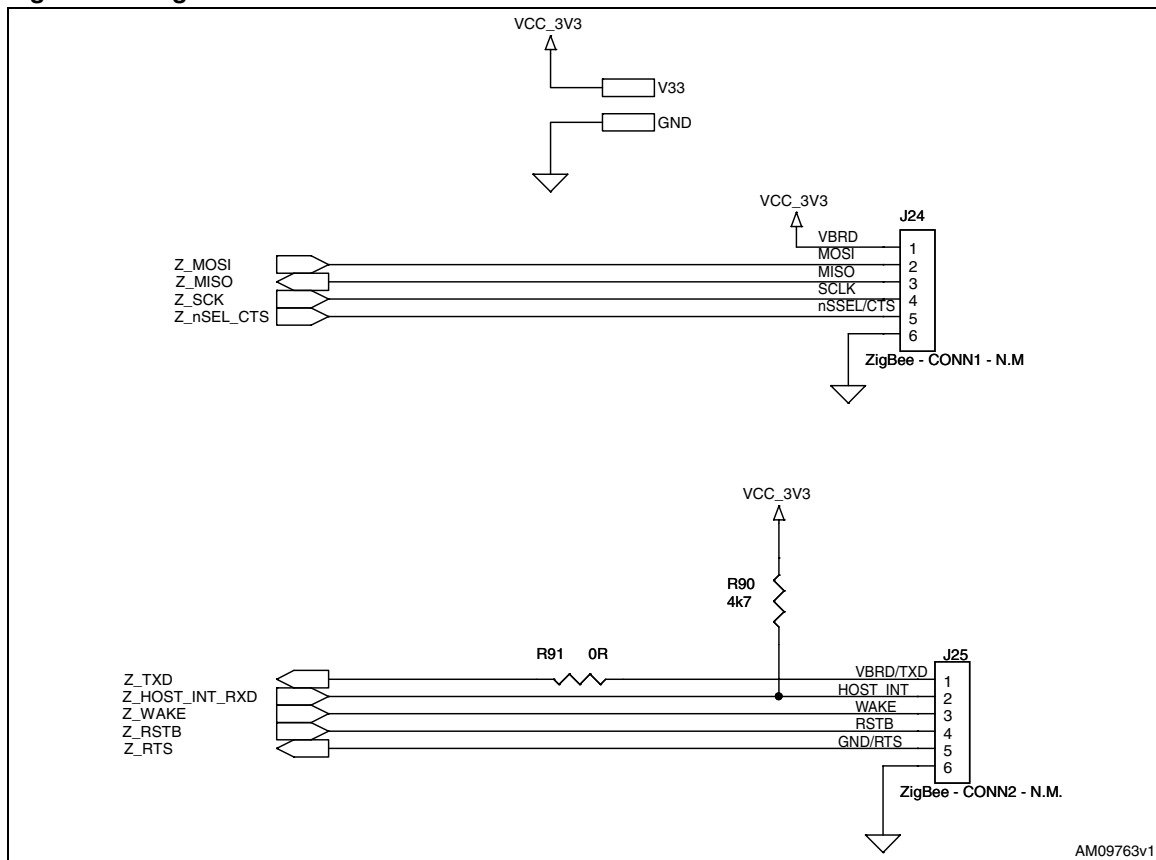 VCC_3V3
V33
GND
VCC_3V3
J24
VBRD
1
MOSI
2
Z_MOSI
MISO
3
Z_MISO
SCLK
4
Z_SCK
nSSEL/CTS
5
Z_nSEL_CTS
6
ZigBee - CONN1 - N.M
VCC_3V3
R90
4k7
R91 0R
J25
Z_TXD
VBRD/TXD
1
Z_HOST_INT_RXD
HOST_INT
2
Z_WAKE
WAKE
3
Z_RSTB
RSTB
4
Z_RTS
GND/RTS
5
6
ZigBee - CONN2 - N.M.
AM09763v1